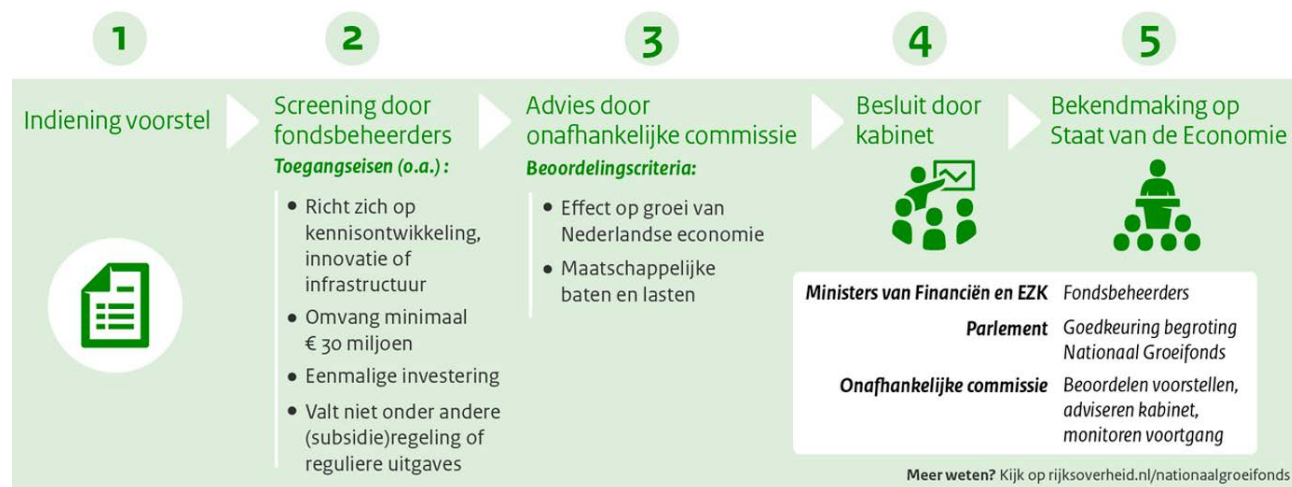 1
Indiening voorstel
2
Screening door
fondsbeheerders
Toegangseisen (o.a.) :
• Richt zich op
kennisontwikkeling,
innovatie of
infrastructuur
• Omvang minimaal
€ 30 miljoen
• Eenmalige investering
• Valt niet onder andere
(subsidie)regeling of
reguliere uitgaves
3
Advies door
onafhankelijke commissie
Beoordelingscriteria:
• Effect op groei van
Nederlandse economie
• Maatschappelijke
baten en lasten
4
Besluit door
kabinet
5
Bekendmaking op
Staat van de Economie
Ministers van Financiën en EZK Fondsbeheerders
Parlement Goedkeuring begroting
Nationaal Groeifonds
Onafhankelijke commissie Beoordelen voorstellen,
adviseren kabinet,
monitoren voortgang
Meer weten? Kijk op rijksoverheid.nl/nationaalgroeifonds